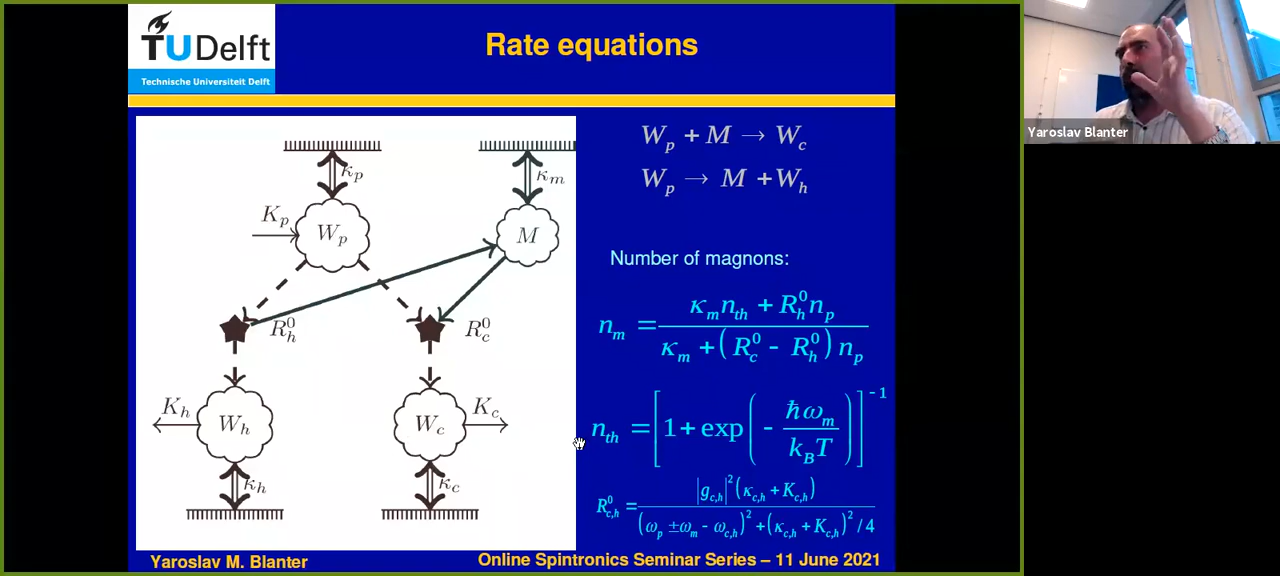 TU Delft
Technische Universiteit Delft
Rate equations
Yaroslav Blanter
W_p + M → W_c
W_p → M + W_h
κ_p
κ_m
K_p
W_p
M
R_h^0
R_c^0
K_h
W_h
K_c
W_c
κ_h
κ_c
Number of magnons:
n_m = (κ_m n_th + R_h^0 n_p) / (κ_m + (R_c^0 - R_h^0) n_p)
n_th = [1 + exp(- ħω_m / k_B T)]^-1
R_c,h^0 = |g_c,h|^2 (κ_c,h + K_c,h) / ((ω_p ± ω_m - ω_c,h)^2 + (κ_c,h + K_c,h)^2 / 4)
Yaroslav M. Blanter
Online Spintronics Seminar Series – 11 June 2021